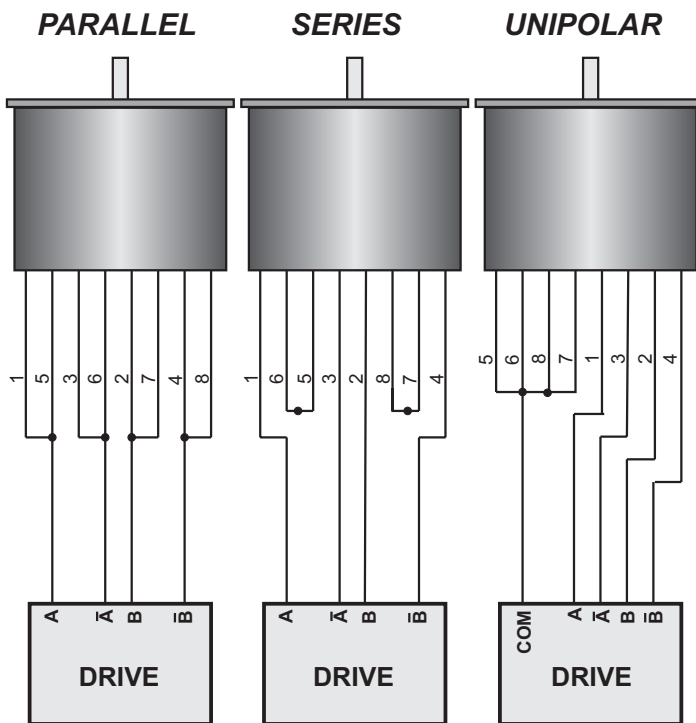 PARALLEL SERIES UNIPOLAR
1 5 3 6 2 7 4 8
1 6 5 3 2 8 7 4
5 6 8 7 1 3 2 4
A A̅ B B̅
A A̅ B B̅
COM A A̅ B B̅
DRIVE DRIVE DRIVE